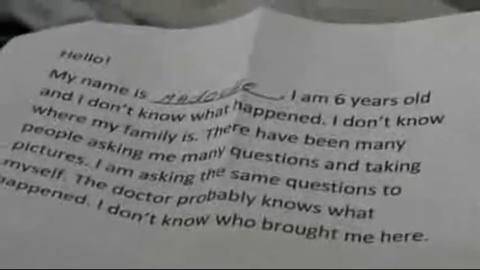 Hello!
My name is I am 6 years old
and I don't know what happened. I don't know
where my family is. There have been many
people asking me many questions and taking
pictures. I am asking the same questions to
myself. The doctor probably knows what
happened. I don't know who brought me here.